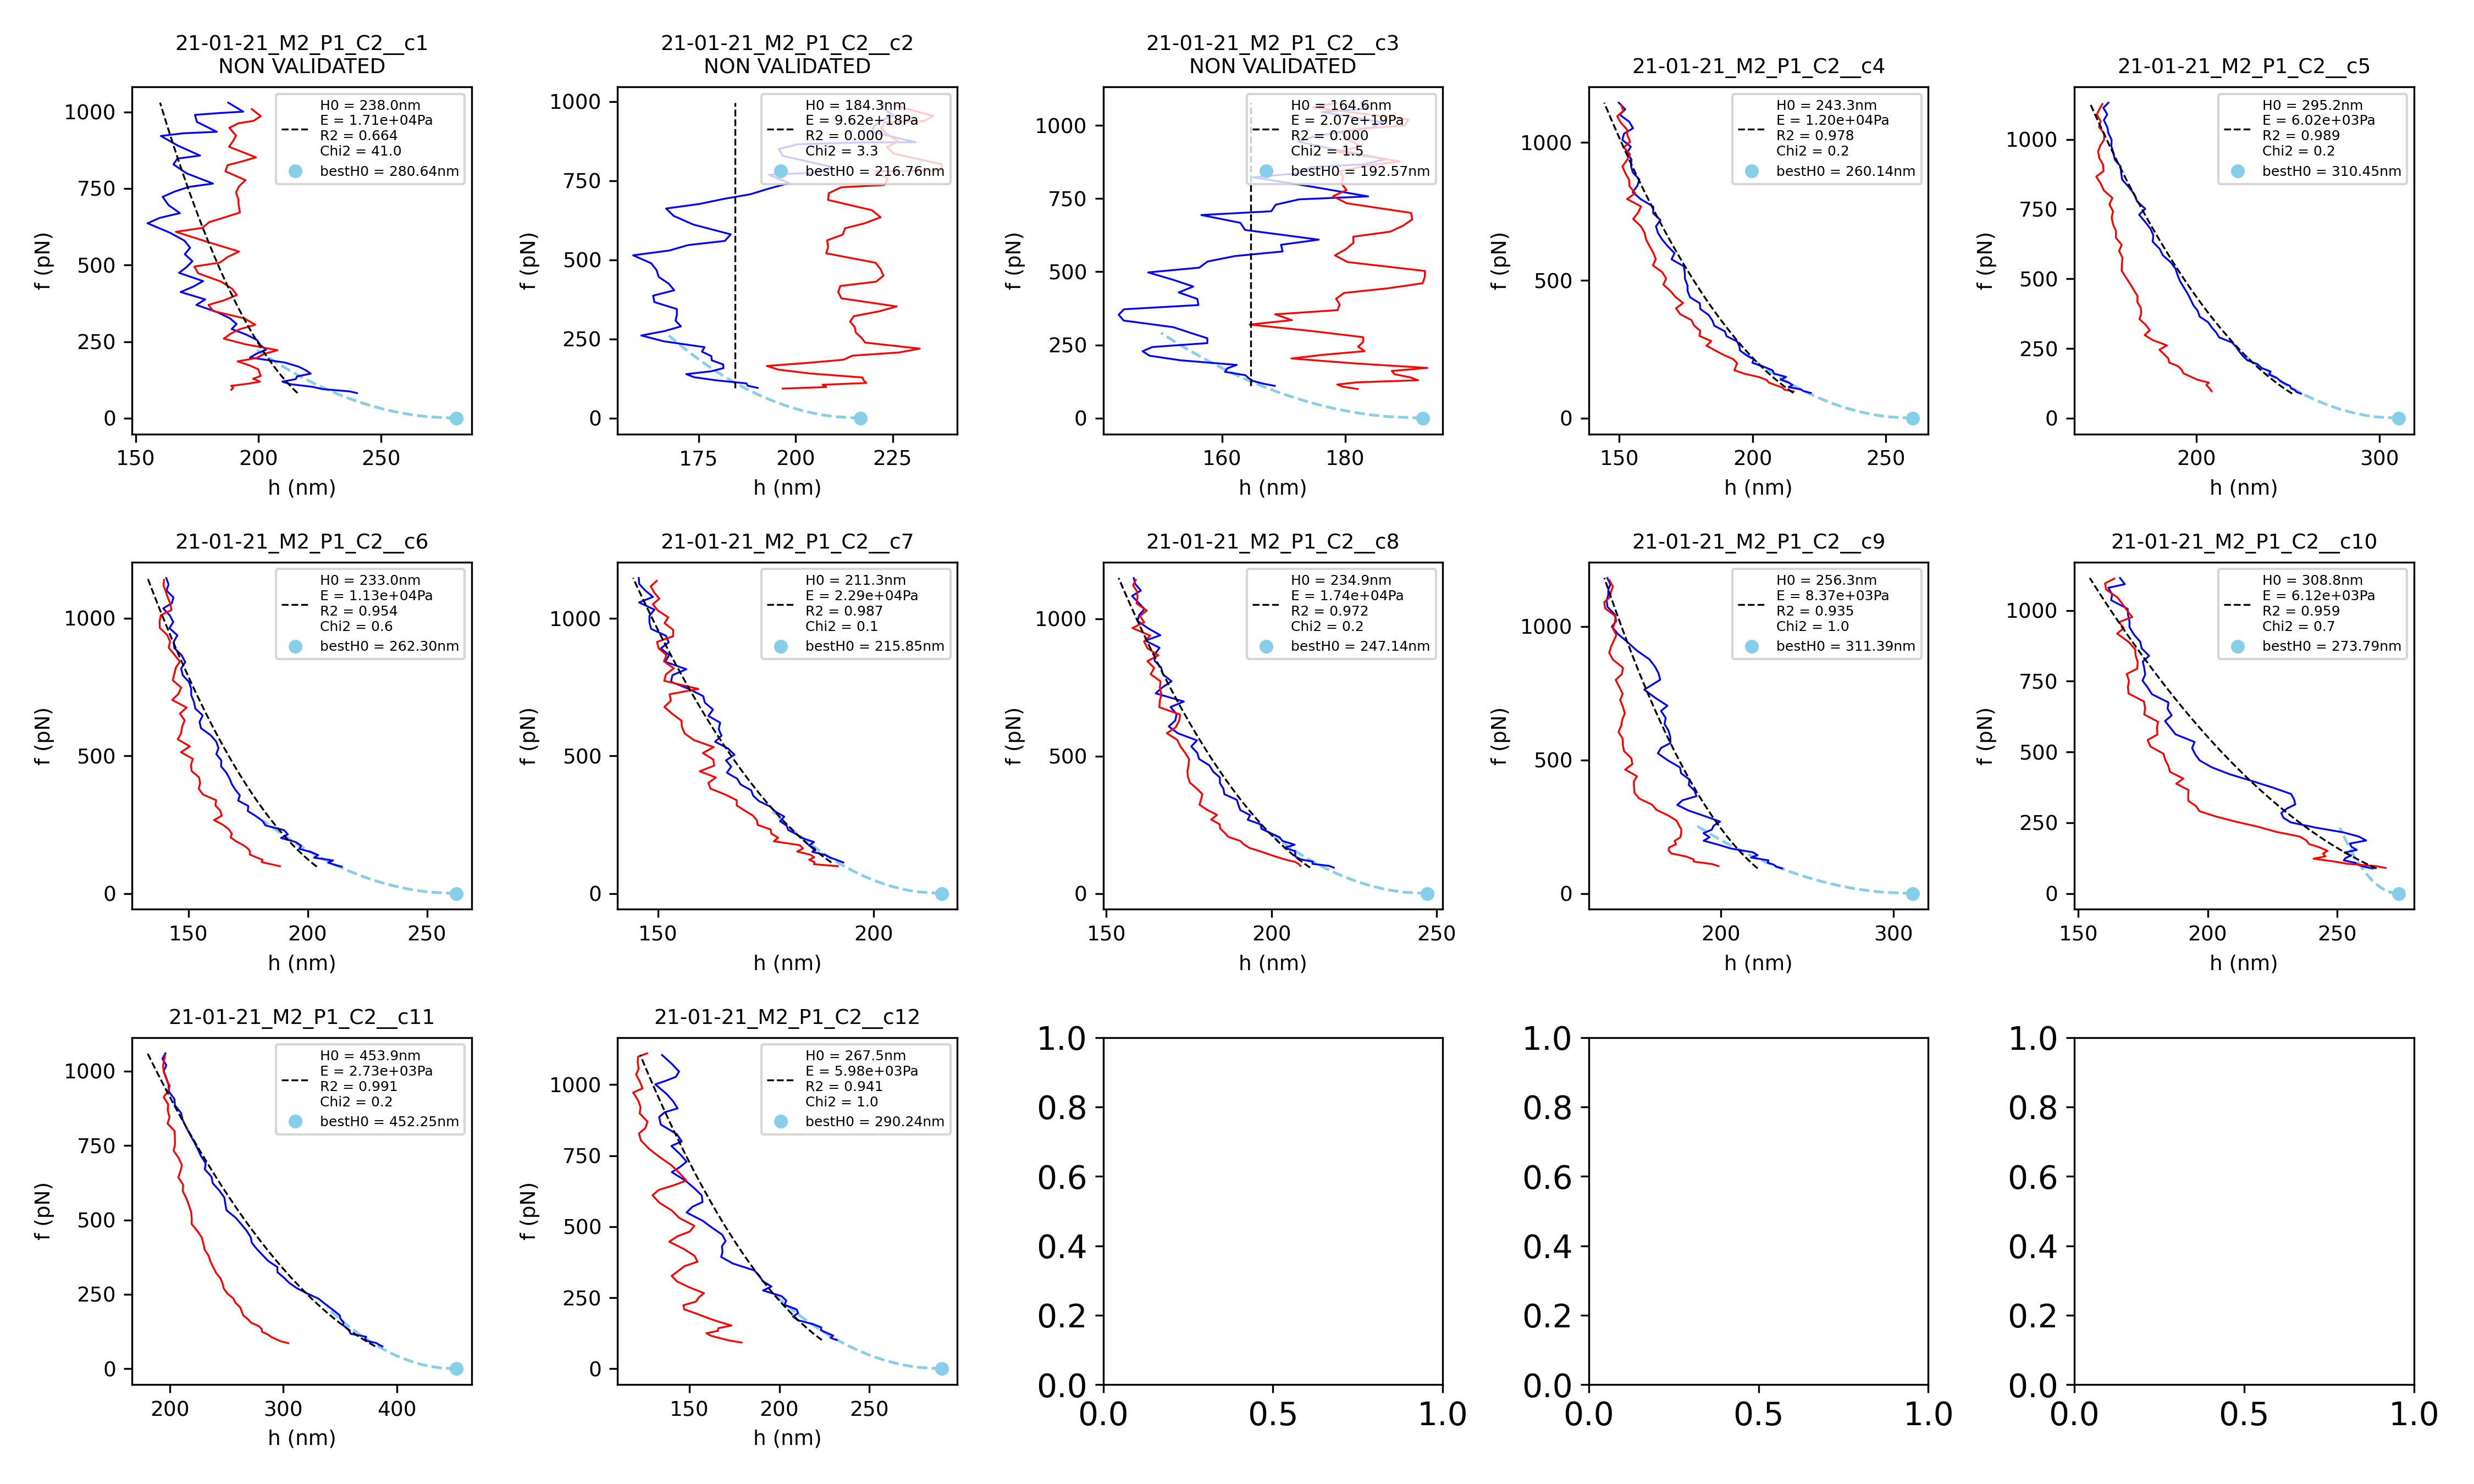 21-01-21_M2_P1_C2__c1
NON VALIDATED
H0 = 238.0nm
E = 1.71e+04Pa
R2 = 0.664
Chi2 = 41.0
bestH0 = 280.64nm
f (pN)
1000
750
500
250
0
150 200 250
h (nm)
21-01-21_M2_P1_C2__c2
NON VALIDATED
H0 = 184.3nm
E = 9.62e+18Pa
R2 = 0.000
Chi2 = 3.3
bestH0 = 216.76nm
f (pN)
1000
750
500
250
0
175 200 225
h (nm)
21-01-21_M2_P1_C2__c3
NON VALIDATED
H0 = 164.6nm
E = 2.07e+19Pa
R2 = 0.000
Chi2 = 1.5
bestH0 = 192.57nm
f (pN)
1000
750
500
250
0
160 180
h (nm)
21-01-21_M2_P1_C2__c4
H0 = 243.3nm
E = 1.20e+04Pa
R2 = 0.978
Chi2 = 0.2
bestH0 = 260.14nm
f (pN)
1000
500
0
150 200 250
h (nm)
21-01-21_M2_P1_C2__c5
H0 = 295.2nm
E = 6.02e+03Pa
R2 = 0.989
Chi2 = 0.2
bestH0 = 310.45nm
f (pN)
1000
750
500
250
0
200 300
h (nm)
21-01-21_M2_P1_C2__c6
H0 = 233.0nm
E = 1.13e+04Pa
R2 = 0.954
Chi2 = 0.6
bestH0 = 262.30nm
f (pN)
1000
500
0
150 200 250
h (nm)
21-01-21_M2_P1_C2__c7
H0 = 211.3nm
E = 2.29e+04Pa
R2 = 0.987
Chi2 = 0.1
bestH0 = 215.85nm
f (pN)
1000
500
0
150 200
h (nm)
21-01-21_M2_P1_C2__c8
H0 = 234.9nm
E = 1.74e+04Pa
R2 = 0.972
Chi2 = 0.2
bestH0 = 247.14nm
f (pN)
1000
500
0
150 200 250
h (nm)
21-01-21_M2_P1_C2__c9
H0 = 256.3nm
E = 8.37e+03Pa
R2 = 0.935
Chi2 = 1.0
bestH0 = 311.39nm
f (pN)
1000
500
0
200 300
h (nm)
21-01-21_M2_P1_C2__c10
H0 = 308.8nm
E = 6.12e+03Pa
R2 = 0.959
Chi2 = 0.7
bestH0 = 273.79nm
f (pN)
1000
750
500
250
0
150 200 250
h (nm)
21-01-21_M2_P1_C2__c11
H0 = 453.9nm
E = 2.73e+03Pa
R2 = 0.991
Chi2 = 0.2
bestH0 = 452.25nm
f (pN)
1000
750
500
250
0
200 300 400
h (nm)
21-01-21_M2_P1_C2__c12
H0 = 267.5nm
E = 5.98e+03Pa
R2 = 0.941
Chi2 = 1.0
bestH0 = 290.24nm
f (pN)
1000
750
500
250
0
150 200 250
h (nm)
1.0
0.8
0.6
0.4
0.2
0.0
0.0 0.5 1.0
1.0
0.8
0.6
0.4
0.2
0.0
0.0 0.5 1.0
1.0
0.8
0.6
0.4
0.2
0.0
0.0 0.5 1.0